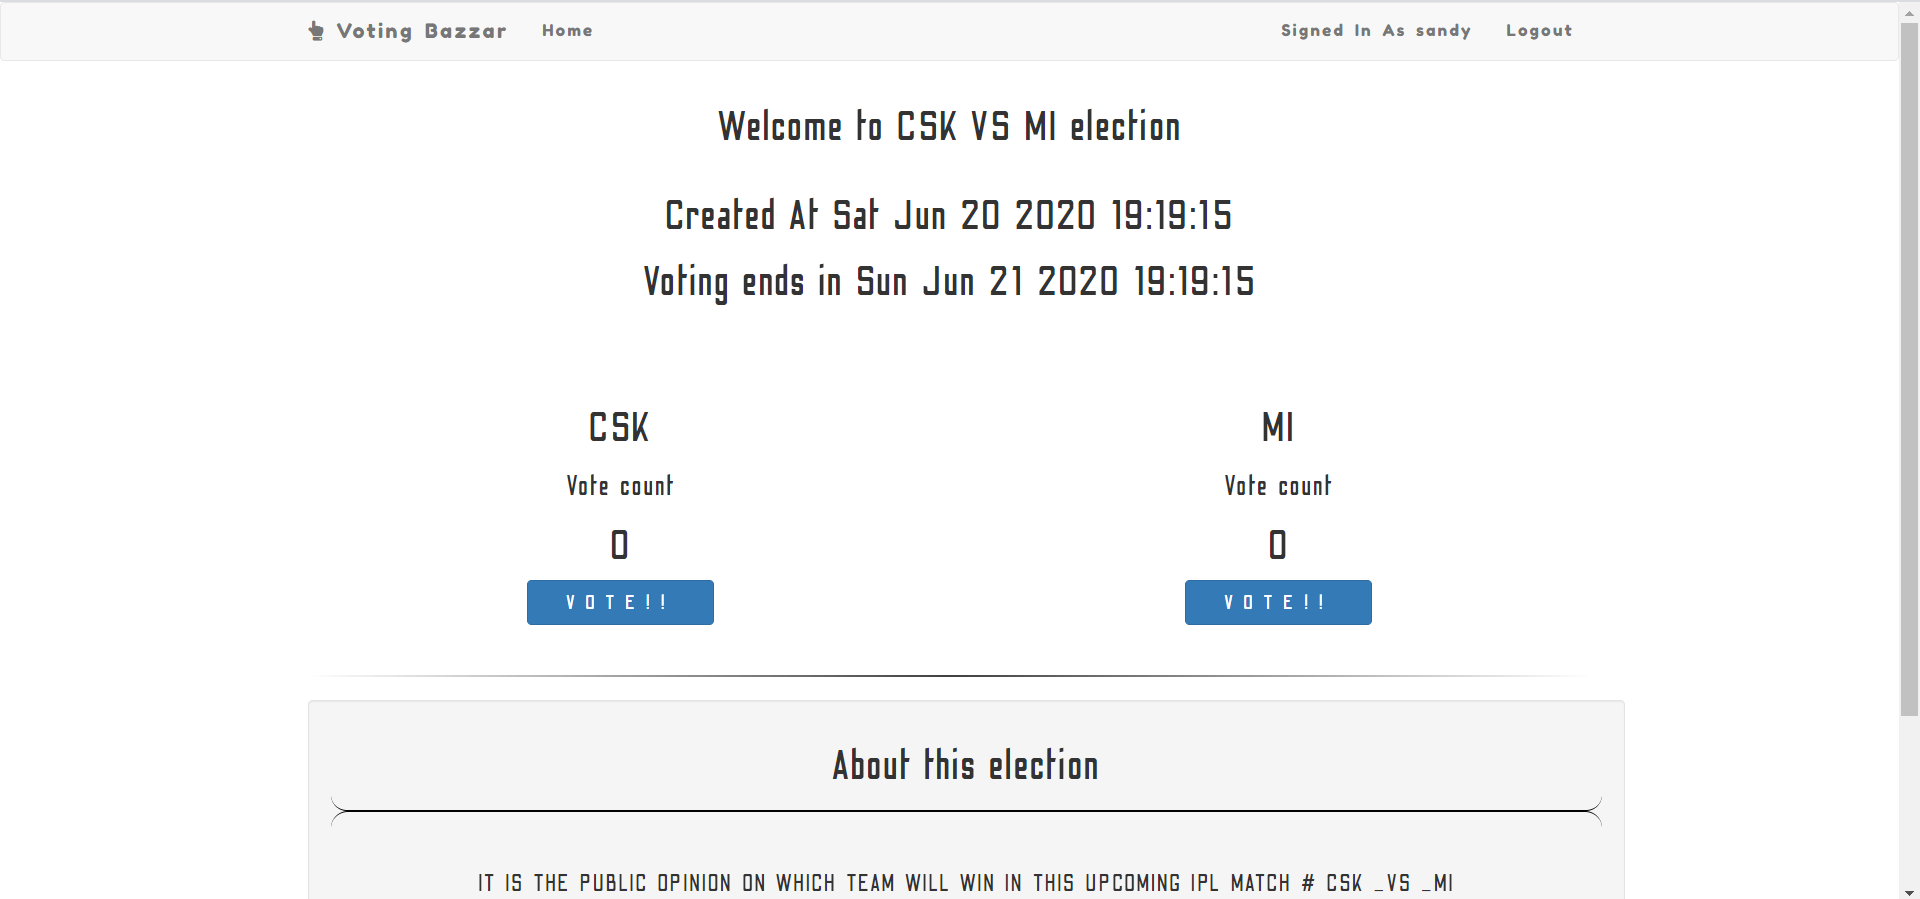 Voting Bazzar Home Signed In As sandy Logout
Welcome to CSK VS MI election
Created At Sat Jun 20 2020 19:19:15
Voting ends in Sun Jun 21 2020 19:19:15
CSK MI
Vote count Vote count
0 0
VOTE!! VOTE!!
About this election
IT IS THE PUBLIC OPINION ON WHICH TEAM WILL WIN IN THIS UPCOMING IPL MATCH # CSK _VS _MI